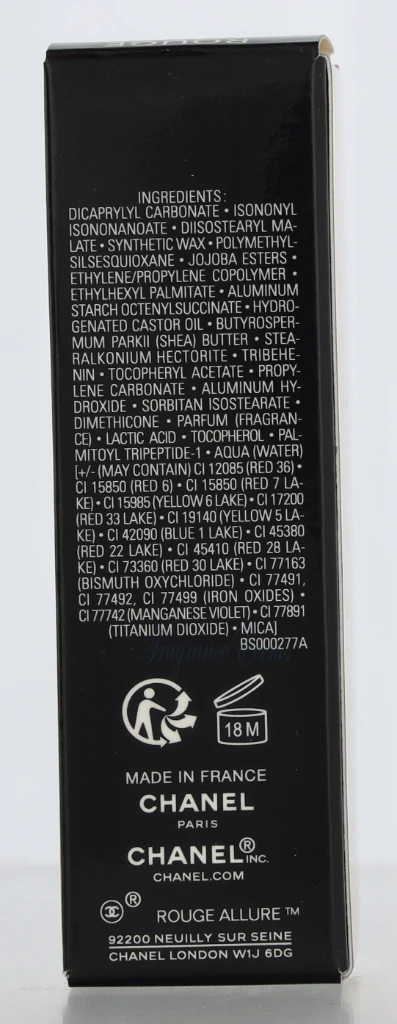 ROUGE
INGREDIENTS:
DICAPRYLYL CARBONATE • ISONONYL
ISONONANOATE • DIISOSTEARYL MA-
LATE • SYNTHETIC WAX • POLYMETHYL-
SILSESQUIOXANE • JOJOBA ESTERS •
ETHYLENE/PROPYLENE COPOLYMER •
ETHYLHEXYL PALMITATE • ALUMINUM
STARCH OCTENYLSUCCINATE • HYDRO-
GENATED CASTOR OIL • BUTYROSPER-
MUM PARKII (SHEA) BUTTER • STEA-
RALKONIUM HECTORITE • TRIBEHE-
NIN • TOCOPHERYL ACETATE • PROPY-
LENE CARBONATE • ALUMINUM HY-
DROXIDE • SORBITAN ISOSTEARATE •
DIMETHICONE • PARFUM (FRAGRAN-
CE) • LACTIC ACID • TOCOPHEROL • PAL-
MITOYL TRIPEPTIDE-1 • AQUA (WATER)
[+/- (MAY CONTAIN) CI 12085 (RED 36) •
CI 15850 (RED 6) • CI 15850 (RED 7 LA-
KE) • CI 15985 (YELLOW 6 LAKE) • CI 17200
(RED 33 LAKE) • CI 19140 (YELLOW 5 LA-
KE) • CI 42090 (BLUE 1 LAKE) • CI 45380
(RED 22 LAKE) • CI 45410 (RED 28 LA-
KE) • CI 73360 (RED 30 LAKE) • CI 77163
(BISMUTH OXYCHLORIDE) • CI 77491,
CI 77492, CI 77499 (IRON OXIDES) •
CI 77742 (MANGANESE VIOLET) • CI 77891
(TITANIUM DIOXIDE) • MICA]
BS000277A
18 M
MADE IN FRANCE
CHANEL
PARIS
CHANEL® INC.
CHANEL.COM
® ROUGE ALLURE ™
92200 NEUILLY SUR SEINE
CHANEL LONDON W1J 6DG